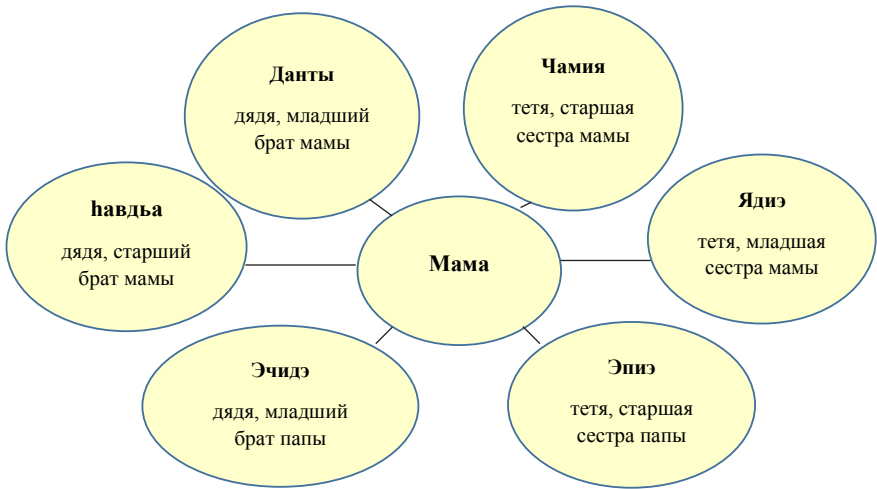 Данты
дядя, младший
брат мамы
Чамия
тетя, старшая
сестра мамы
һавдьа
дядя, старший
брат мамы
Мама
Ядиэ
тетя, младшая
сестра мамы
Эчидэ
дядя, младший
брат папы
Эпиэ
тетя, старшая
сестра папы